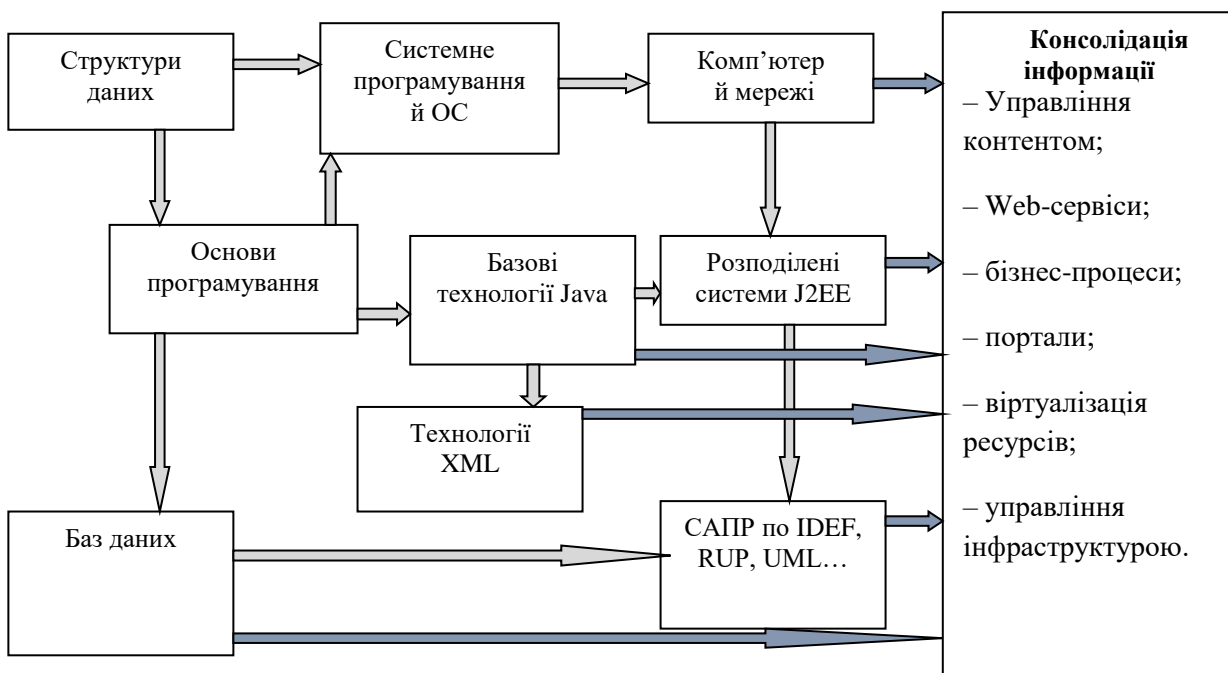 Структури
даних
Системне
програмування
й ОС
Комп’ютер
й мережі
Консолідація
інформації
– Управління
контентом;
– Web-сервіси;
– бізнес-процеси;
– портали;
– віртуалізація
ресурсів;
– управління
інфраструктурою.
Основи
програмування
Базові
технології Java
Розподілені
системи J2EE
Технології
XML
Баз даних
САПР по IDEF,
RUP, UML…